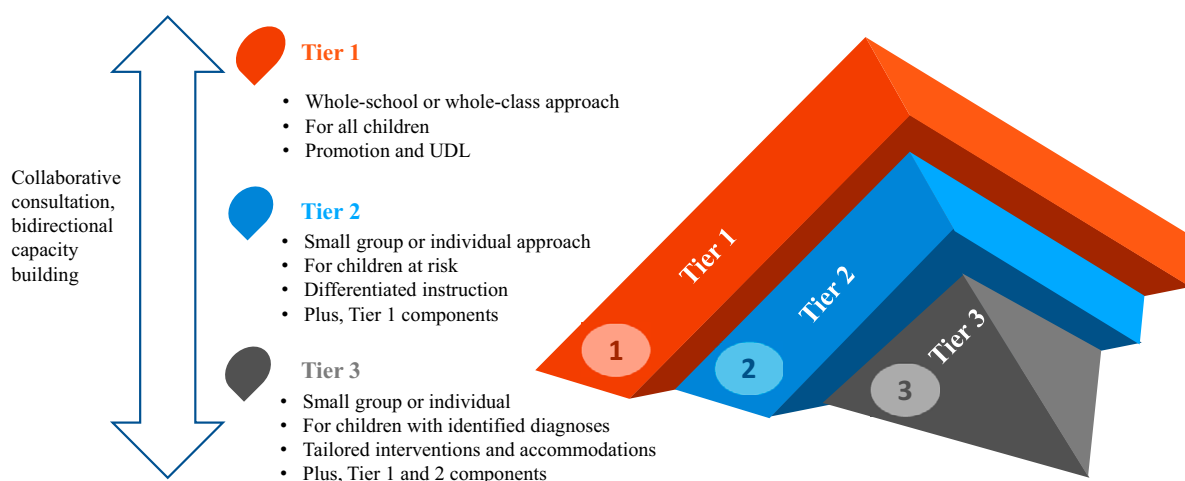 Collaborative
consultation,
bidirectional
capacity
building
Tier 1
• Whole-school or whole-class approach
• For all children
• Promotion and UDL
Tier 2
• Small group or individual approach
• For children at risk
• Differentiated instruction
• Plus, Tier 1 components
Tier 3
• Small group or individual
• For children with identified diagnoses
• Tailored interventions and accommodations
• Plus, Tier 1 and 2 components
Tier 1
Tier 2
Tier 3
1
2
3